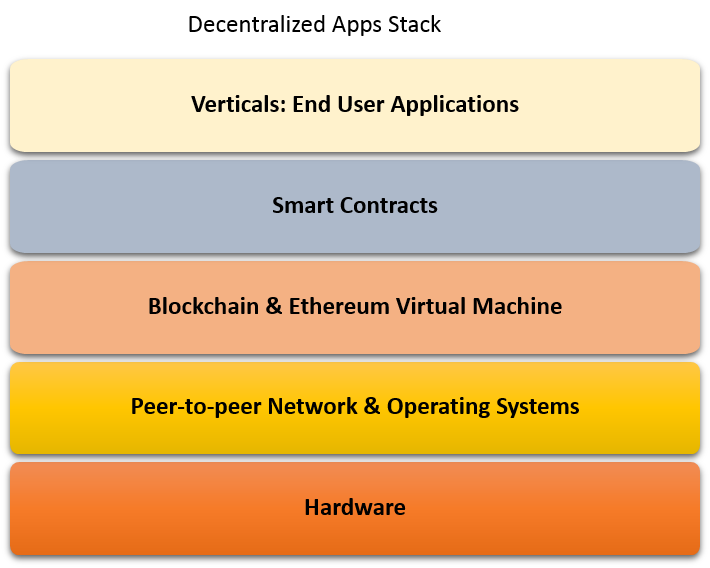 Decentralized Apps Stack
Verticals: End User Applications
Smart Contracts
Blockchain & Ethereum Virtual Machine
Peer-to-peer Network & Operating Systems
Hardware